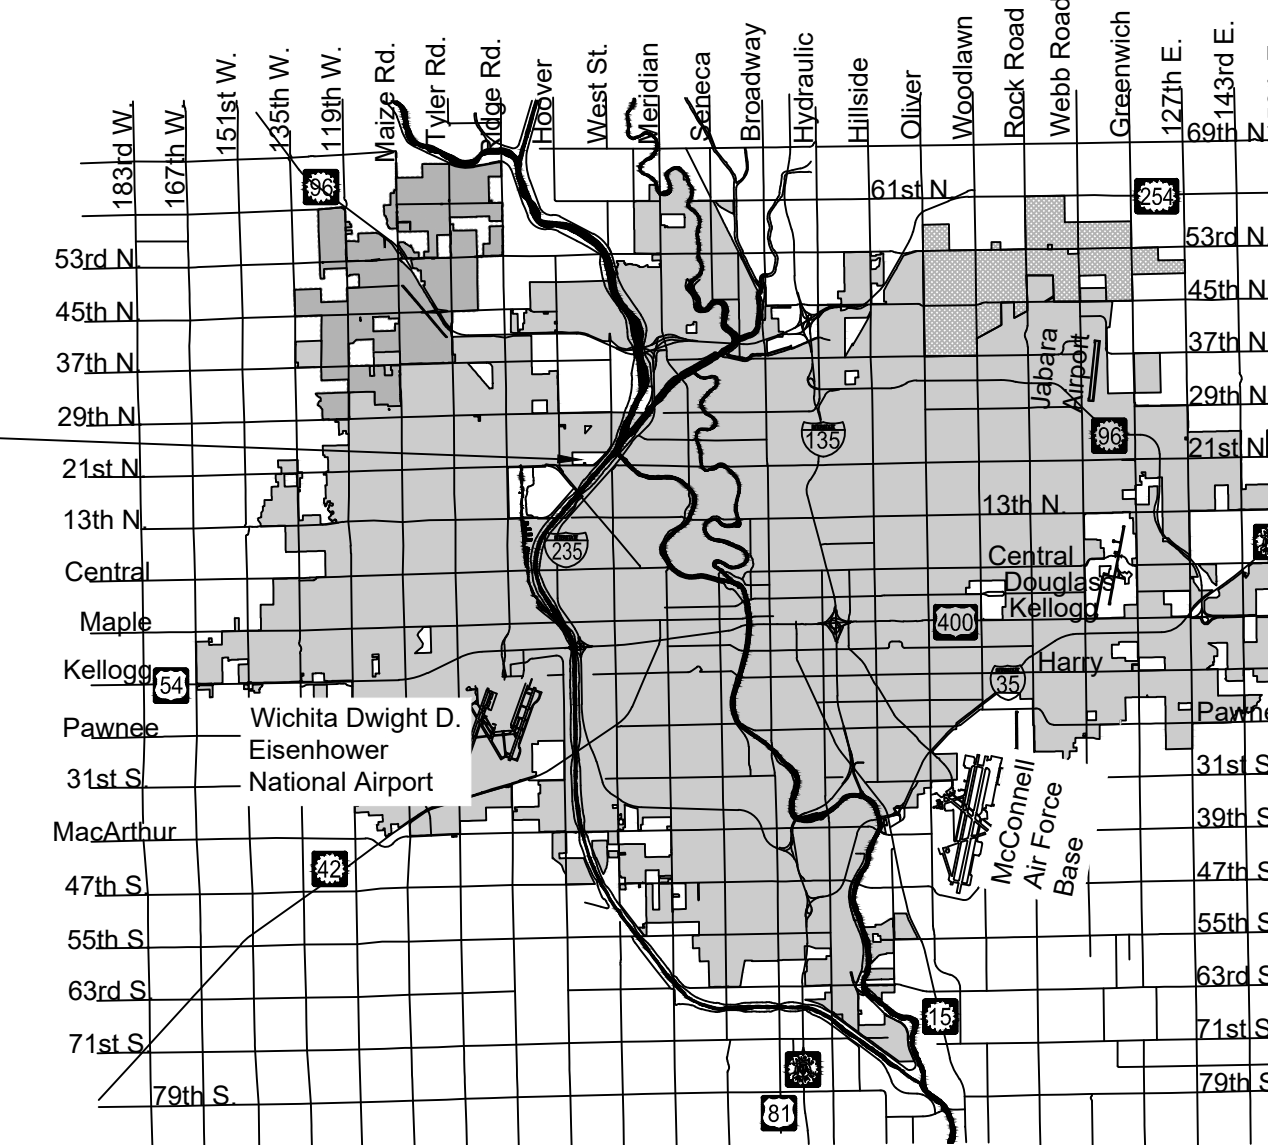 183rd W.
167th W.
151st W.
135th W.
119th W.
Maize Rd.
Tyler Rd.
Ridge Rd.
Hoover
West St.
Meridian
Seneca
Broadway
Hydraulic
Hillside
Oliver
Woodlawn
Rock Road
Webb Road
Greenwich
127th E.
143rd E.
69th N.
96
61st N.
254
53rd N.
53rd N.
45th N.
45th N.
37th N.
37th N.
Jabara
Airport
29th N.
29th N.
135
96
21st N.
21st N
13th N.
13th N.
235
Central
Central
Douglass
Kellogg
Maple
400
Kellogg
54
Harry
35
Pawnee
Pawne
Wichita Dwight D.
Eisenhower
National Airport
31st S.
31st S
McConnell
Air Force
Base
MacArthur
39th S
42
47th S.
47th S
55th S.
55th S
63rd S.
63rd S
15
71st S.
71st S
79th S.
79th S
81